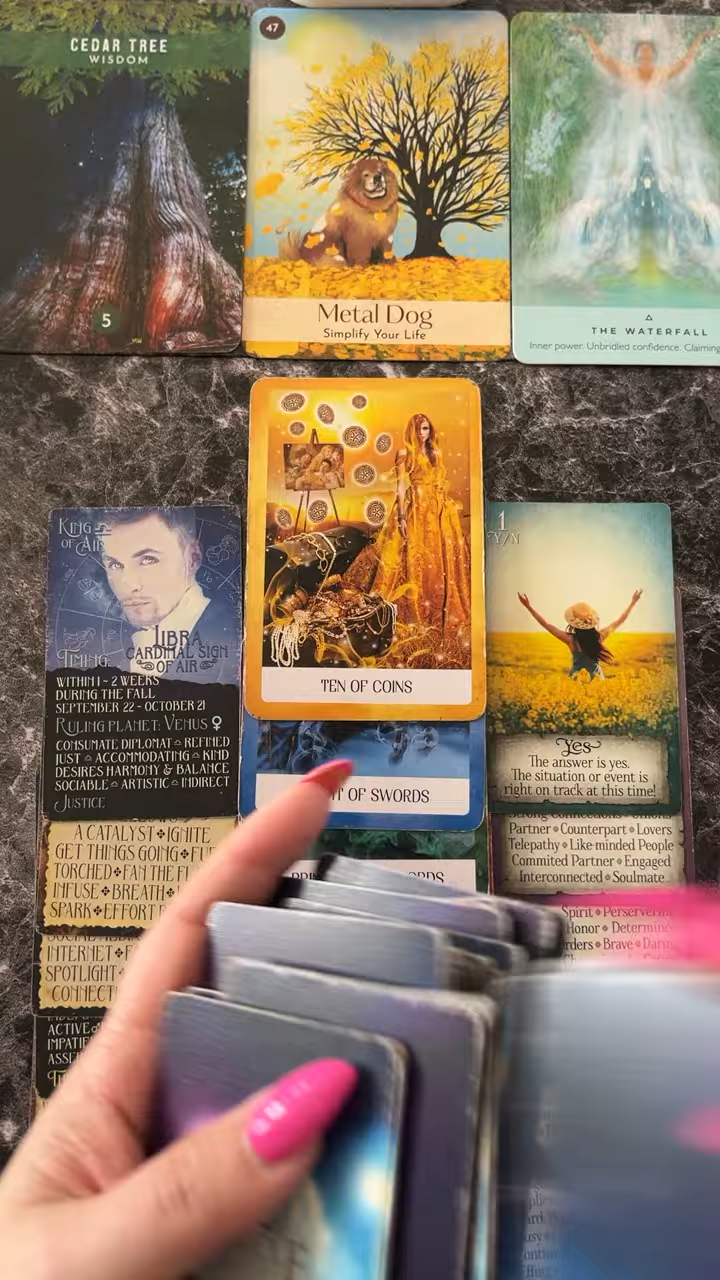 CEDAR TREE
WISDOM
5
47
Metal Dog
Simplify Your Life
THE WATERFALL
Inner power. Unbridled confidence. Claiming
TEN OF COINS
OF SWORDS
KING
OF AIR
LIBRA
CARDINAL SIGN
OF AIR
TIMING:
WITHIN 1 - 2 WEEKS
DURING THE FALL
SEPTEMBER 22 - OCTOBER 21
RULING PLANET: VENUS ♀
CONSUMATE DIPLOMAT REFINED
JUST ACCOMMODATING KIND
DESIRES HARMONY & BALANCE
SOCIABLE ARTISTIC INDIRECT
JUSTICE
A CATALYST IGNITE
GET THINGS GOING
TORCHED FAN THE
INFUSE BREATH
SPARK EFFORT
INTERNET
SPOTLIGHT
CONNECT
ACTIVE
1
Y/N
Yes
The answer is yes.
The situation or event is
right on track at this time!
Partner Counterpart Lovers
Telepathy Like-minded People
Commited Partner Engaged
Interconnected Soulmate
Spirit
Honor
Brave